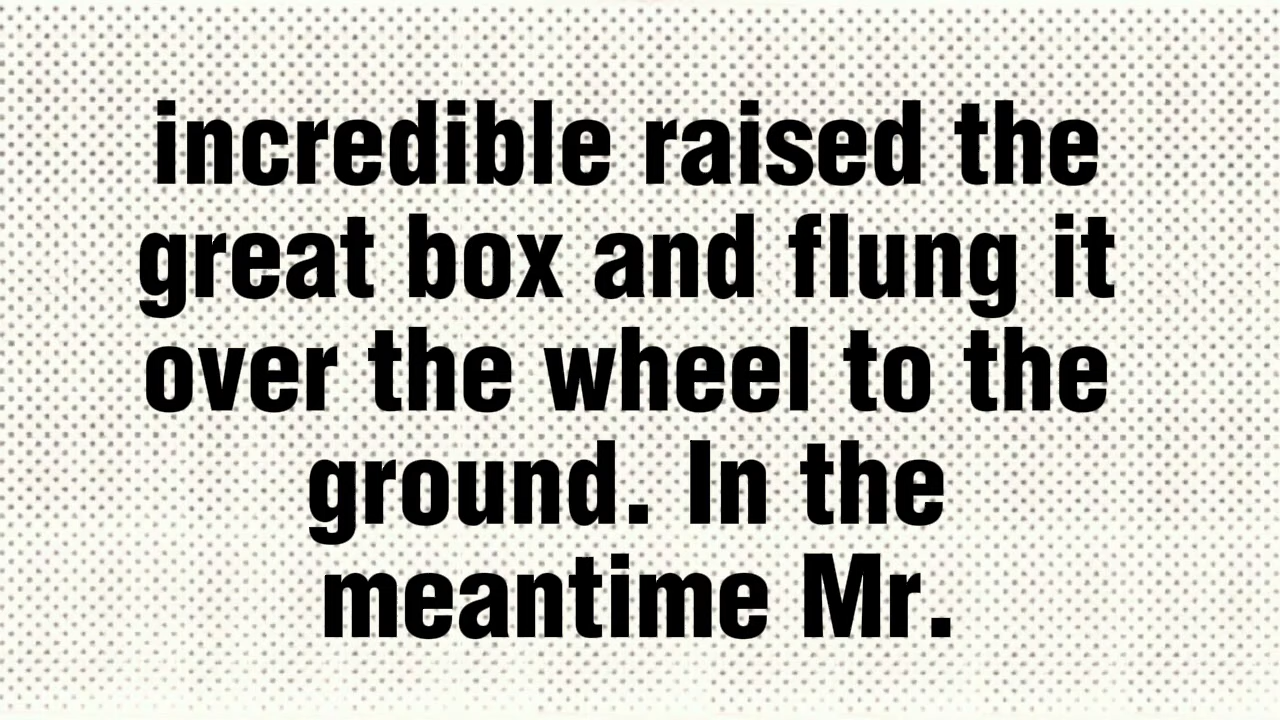 incredible raised the
great box and flung it
over the wheel to the
ground. In the
meantime Mr.